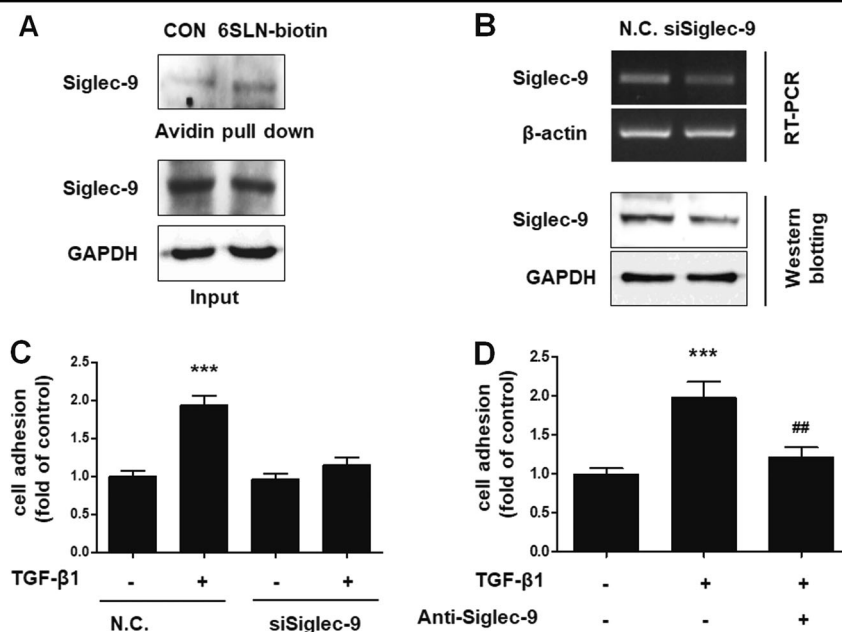 A
CON 6SLN-biotin
Siglec-9
Avidin pull down
Siglec-9
GAPDH
Input
B
N.C. siSiglec-9
Siglec-9
β-actin
RT-PCR
Siglec-9
GAPDH
Western
blotting
C
cell adhesion
(fold of control)
2.5
2.0
1.5
1.0
0.5
0.0
***
TGF-β1 - + - +
N.C. siSiglec-9
D
cell adhesion
(fold of control)
2.5
2.0
1.5
1.0
0.5
0.0
***
##
TGF-β1 - + +
Anti-Siglec-9 - - +